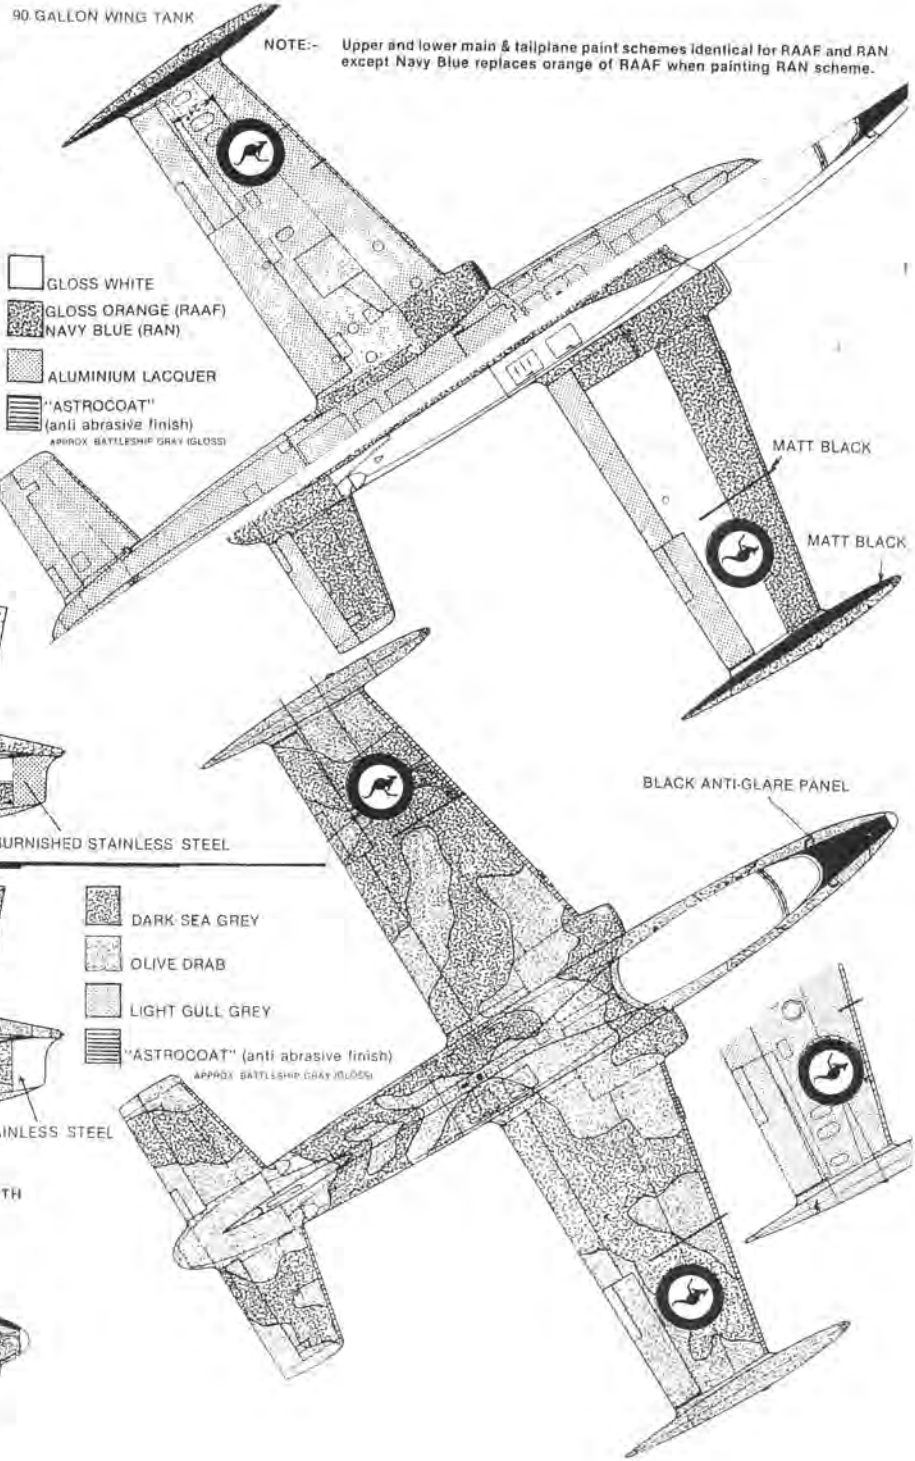 90 GALLON WING TANK
NOTE:- Upper and lower main & tailplane paint schemes identical for RAAF and RAN
except Navy Blue replaces orange of RAAF when painting RAN scheme.
GLOSS WHITE
GLOSS ORANGE (RAAF)
NAVY BLUE (RAN)
ALUMINIUM LACQUER
"ASTROCOAT"
(anti abrasive finish)
APPROX BATTLESHIP GRAY (GLOSS)
MATT BLACK
MATT BLACK
BURNISHED STAINLESS STEEL
BLACK ANTI-GLARE PANEL
DARK SEA GREY
OLIVE DRAB
LIGHT GULL GREY
"ASTROCOAT" (anti abrasive finish)
APPROX BATTLESHIP GRAY (GLOSS)
AINLESS STEEL
TH